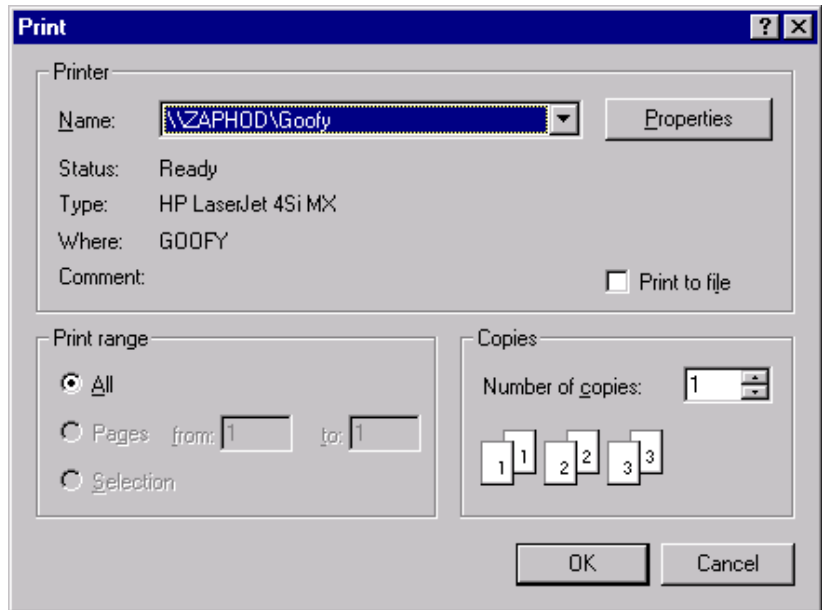 Print
Printer
Name: \\ZAPHOD\Goofy Properties
Status: Ready
Type: HP LaserJet 4Si MX
Where: GOOFY
Comment: Print to file
Print range
All
Pages from: 1 to: 1
Selection
Copies
Number of copies: 1
1 1 2 2 3 3
OK Cancel